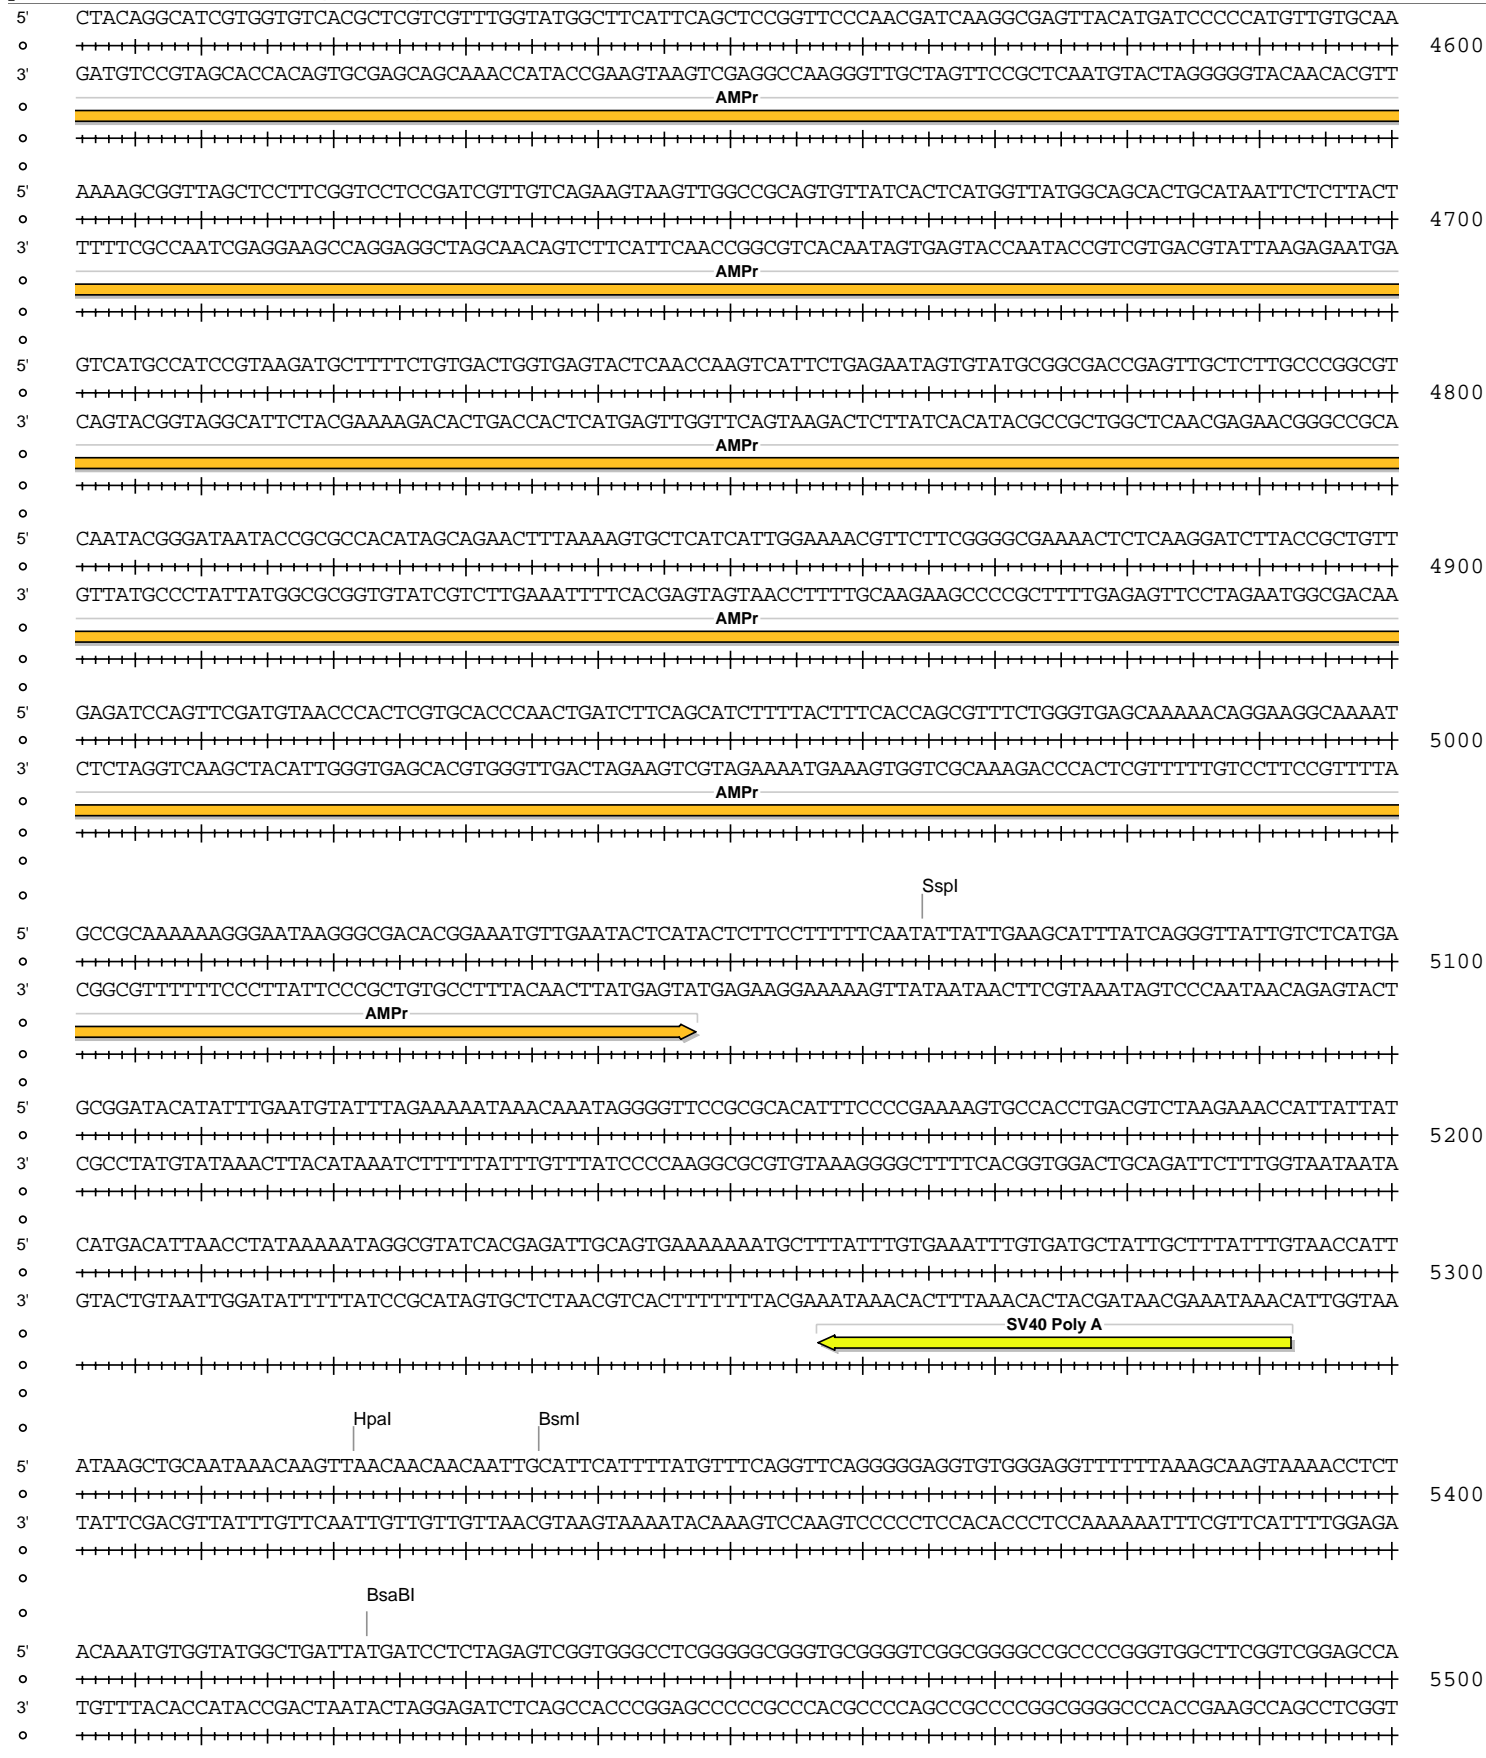 5' CTACAGGCATCGTGGTGTCACGCTCGTCGTTTGGTATGGCTTCATTCAGCTCCGGTTCCCAACGATCAAGGCGAGTTACATGATCCCCCATGTTGTGCAA
4600
3' GATGTCCGTAGCACCACAGTGCGAGCAGCAAACCATACCGAAGTAAGTCGAGGCCAAGGGTTGCTAGTTCCGCTCAATGTACTAGGGGGTACAACACGTT
AMPr
5' AAAAGCGGTTAGCTCCTTCGGTCCTCCGATCGTTGTCAGAAGTAAGTTGGCCGCAGTGTTATCACTCATGGTTATGGCAGCACTGCATAATTCTCTTACT
4700
3' TTTTCGCCAATCGAGGAAGCCAGGAGGCTAGCAACAGTCTTCATTCAACCGGCGTCACAATAGTGAGTACCAATACCGTCGTGACGTATTAAGAGAATGA
AMPr
5' GTCATGCCATCCGTAAGATGCTTTTCTGTGACTGGTGAGTACTCAACCAAGTCATTCTGAGAATAGTGTATGCGGCGACCGAGTTGCTCTTGCCCGGCGT
4800
3' CAGTACGGTAGGCATTCTACGAAAAGACACTGACCACTCATGAGTTGGTTCAGTAAGACTCTTATCACATACGCCGCTGGCTCAACGAGAACGGGCCGCA
AMPr
5' CAATACGGGATAATACCGCGCCACATAGCAGAACTTTAAAAGTGCTCATCATTGGAAAACGTTCTTCGGGGCGAAAACTCTCAAGGATCTTACCGCTGTT
4900
3' GTTATGCCCTATTATGGCGCGGTGTATCGTCTTGAAATTTTCACGAGTAGTAACCTTTTGCAAGAAGCCCCGCTTTTGAGAGTTCCTAGAATGGCGACAA
AMPr
5' GAGATCCAGTTCGATGTAACCCACTCGTGCACCCAACTGATCTTCAGCATCTTTTACTTTCACCAGCGTTTCTGGGTGAGCAAAAACAGGAAGGCAAAAT
5000
3' CTCTAGGTCAAGCTACATTGGGTGAGCACGTGGGTTGACTAGAAGTCGTAGAAAATGAAAGTGGTCGCAAAGACCCACTCGTTTTTGTCCTTCCGTTTTA
AMPr
SspI
5' GCCGCAAAAAAGGGAATAAGGGCGACACGGAAATGTTGAATACTCATACTCTTCCTTTTTCAATATTATTGAAGCATTTATCAGGGTTATTGTCTCATGA
5100
3' CGGCGTTTTTTCCCTTATTCCCGCTGTGCCTTTACAACTTATGAGTATGAGAAGGAAAAAGTTATAATAACTTCGTAAATAGTCCCAATAACAGAGTACT
AMPr
5' GCGGATACATATTTGAATGTATTTAGAAAAATAAACAAATAGGGGTTCCGCGCACATTTCCCCGAAAAGTGCCACCTGACGTCTAAGAAACCATTATTAT
5200
3' CGCCTATGTATAAACTTACATAAATCTTTTTATTTGTTTATCCCCAAGGCGCGTGTAAAGGGGCTTTTCACGGTGGACTGCAGATTCTTTGGTAATAATA
5' CATGACATTAACCTATAAAAATAGGCGTATCACGAGATTGCAGTGAAAAAAATGCTTTATTTGTGAAATTTGTGATGCTATTGCTTTATTTGTAACCATT
5300
3' GTACTGTAATTGGATATTTTTATCCGCATAGTGCTCTAACGTCACTTTTTTTACGAAATAAACACTTTAAACACTACGATAACGAAATAAACATTGGTAA
SV40 Poly A
HpaI BsmI
5' ATAAGCTGCAATAAACAAGTTAACAACAACAATTGCATTCATTTTATGTTTCAGGTTCAGGGGGAGGTGTGGGAGGTTTTTTAAAGCAAGTAAAACCTCT
5400
3' TATTCGACGTTATTTGTTCAATTGTTGTTGTTAACGTAAGTAAAATACAAAGTCCAAGTCCCCCTCCACACCCTCCAAAAAATTTCGTTCATTTTGGAGA
BsaBI
5' ACAAATGTGGTATGGCTGATTATGATCCTCTAGAGTCGGTGGGCCTCGGGGGCGGGTGCGGGGTCGGCGGGGCCGCCCCGGGTGGCTTCGGTCGGAGCCA
5500
3' TGTTTACACCATACCGACTAATACTAGGAGATCTCAGCCACCCGGAGCCCCCGCCCACGCCCCAGCCGCCCCGGCGGGGCCCACCGAAGCCAGCCTCGGT